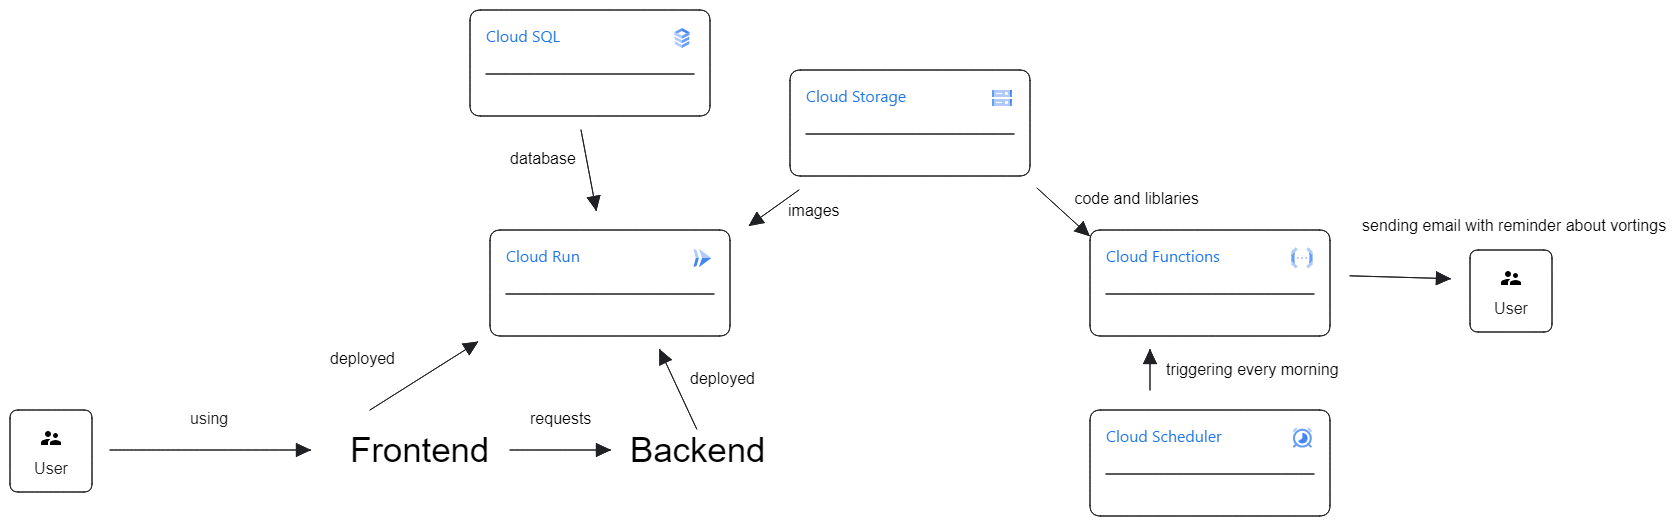 Cloud SQL
Cloud Storage
database
code and liblaries
images
sending email with reminder about vortings
Cloud Run
Cloud Functions
User
deployed
triggering every morning
deployed
using
requests
Cloud Scheduler
Frontend
Backend
User